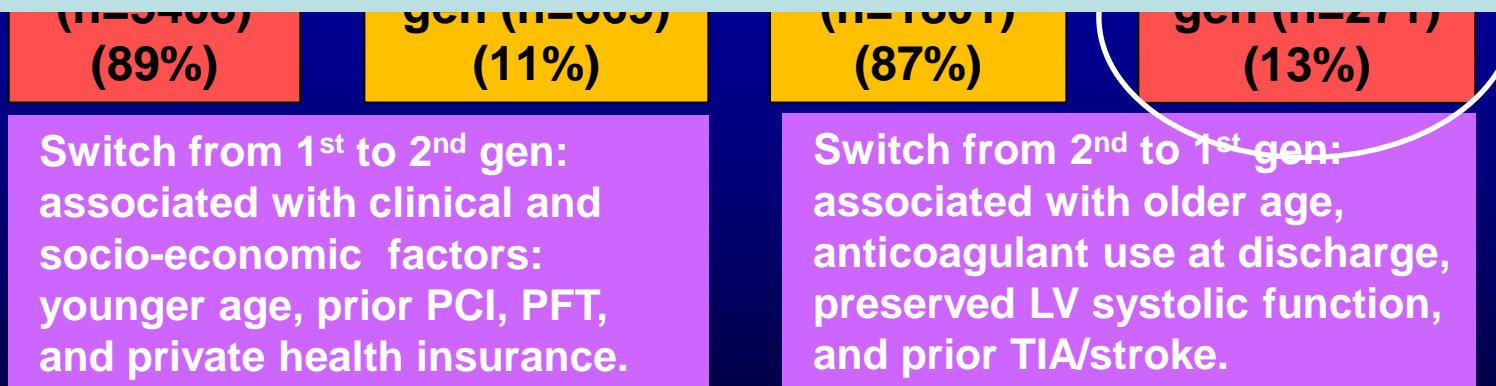 gen gen
(89%) (11%) (87%) (13%)
Switch from 1st to 2nd gen:
associated with clinical and
socio-economic factors:
younger age, prior PCI, PFT,
and private health insurance.
Switch from 2nd to 1st gen:
associated with older age,
anticoagulant use at discharge,
preserved LV systolic function,
and prior TIA/stroke.